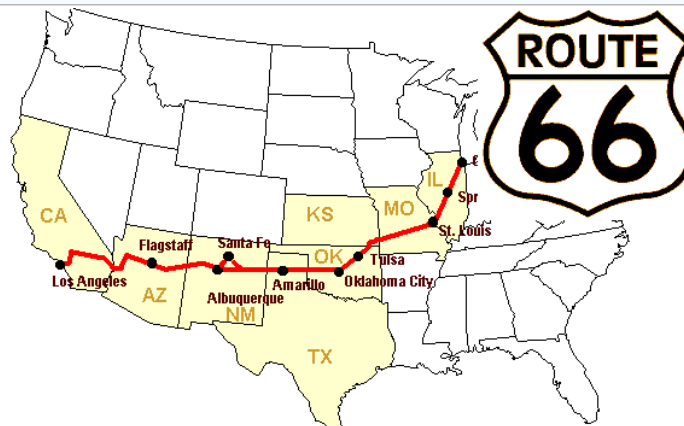 ROUTE
66
IL
Spr
CA
KS
MO
St. Louis
Flagstaff
Santa Fe
OK
Tulsa
Los Angeles
Amarillo
Oklahoma City
AZ
Albuquerque
NM
TX